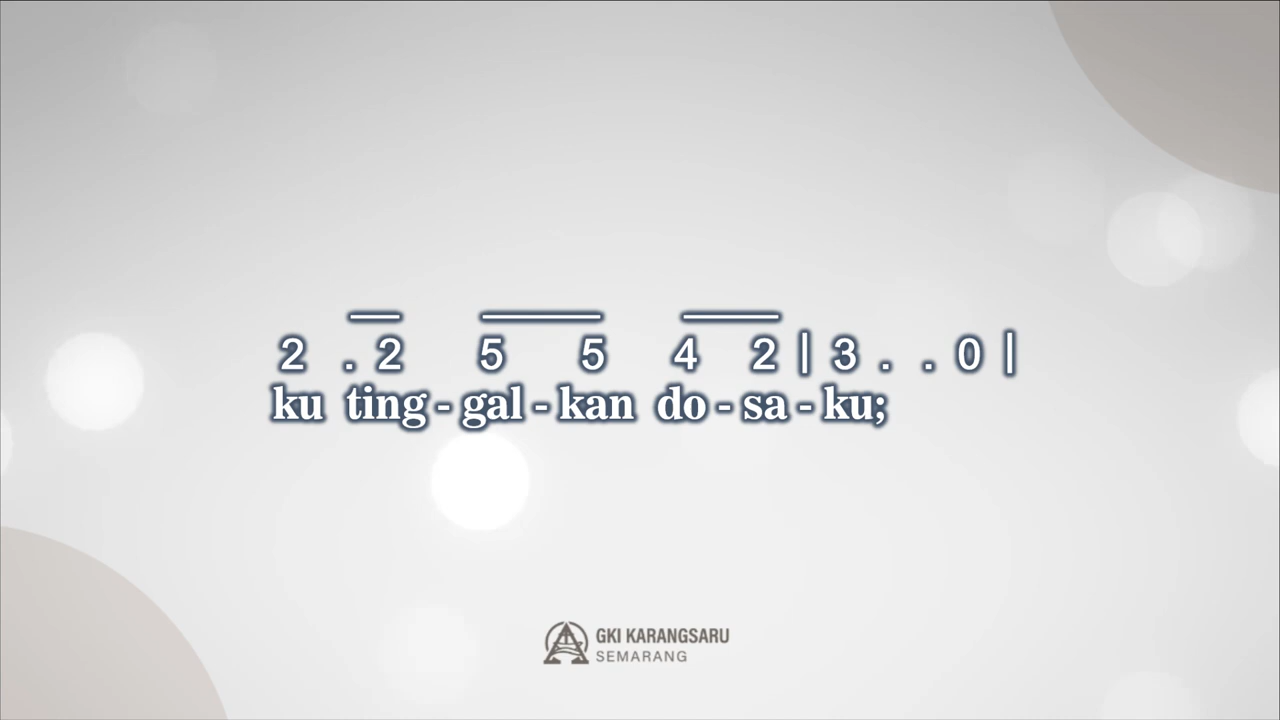 2 . 2 5 5 4 2 | 3 . . 0 |
ku ting - gal - kan do - sa - ku;
GKI KARANGSARU
SEMARANG